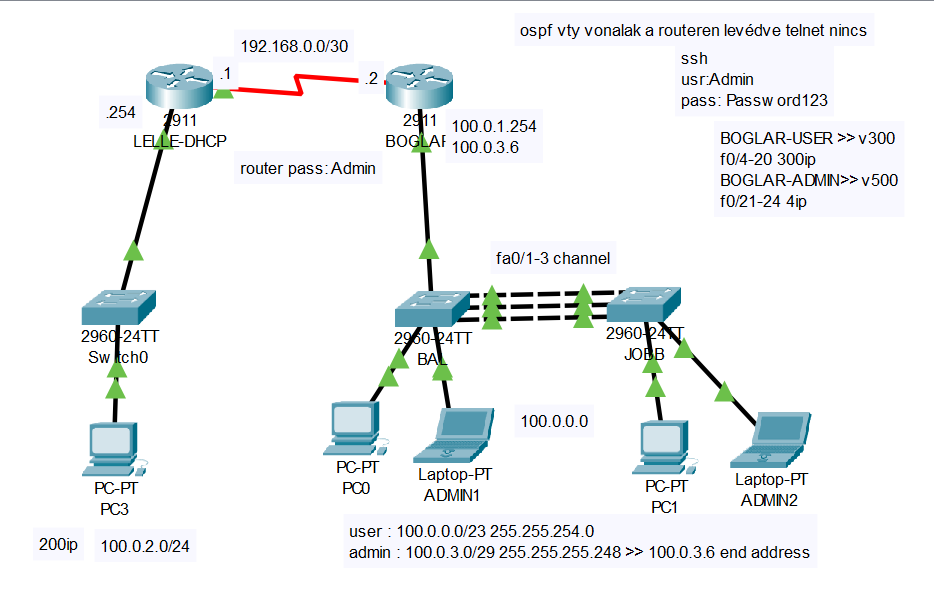 ospf vty vonalak a routeren levédve telnet nincs
192.168.0.0/30
ssh
usr:Admin
pass: Password123
.1
.2
.254
2911
LELLE-DHCP
2911
BOGLAR
100.0.1.254
100.0.3.6
BOGLAR-USER >> v300
f0/4-20 300ip
BOGLAR-ADMIN>> v500
f0/21-24 4ip
router pass: Admin
fa0/1-3 channel
2960-24TT
Switch0
2960-24TT
BAL
2960-24TT
JOBB
100.0.0.0
PC-PT
PC3
PC-PT
PC0
Laptop-PT
ADMIN1
PC-PT
PC1
Laptop-PT
ADMIN2
200ip
100.0.2.0/24
user : 100.0.0.0/23 255.255.254.0
admin : 100.0.3.0/29 255.255.255.248 >> 100.0.3.6 end address